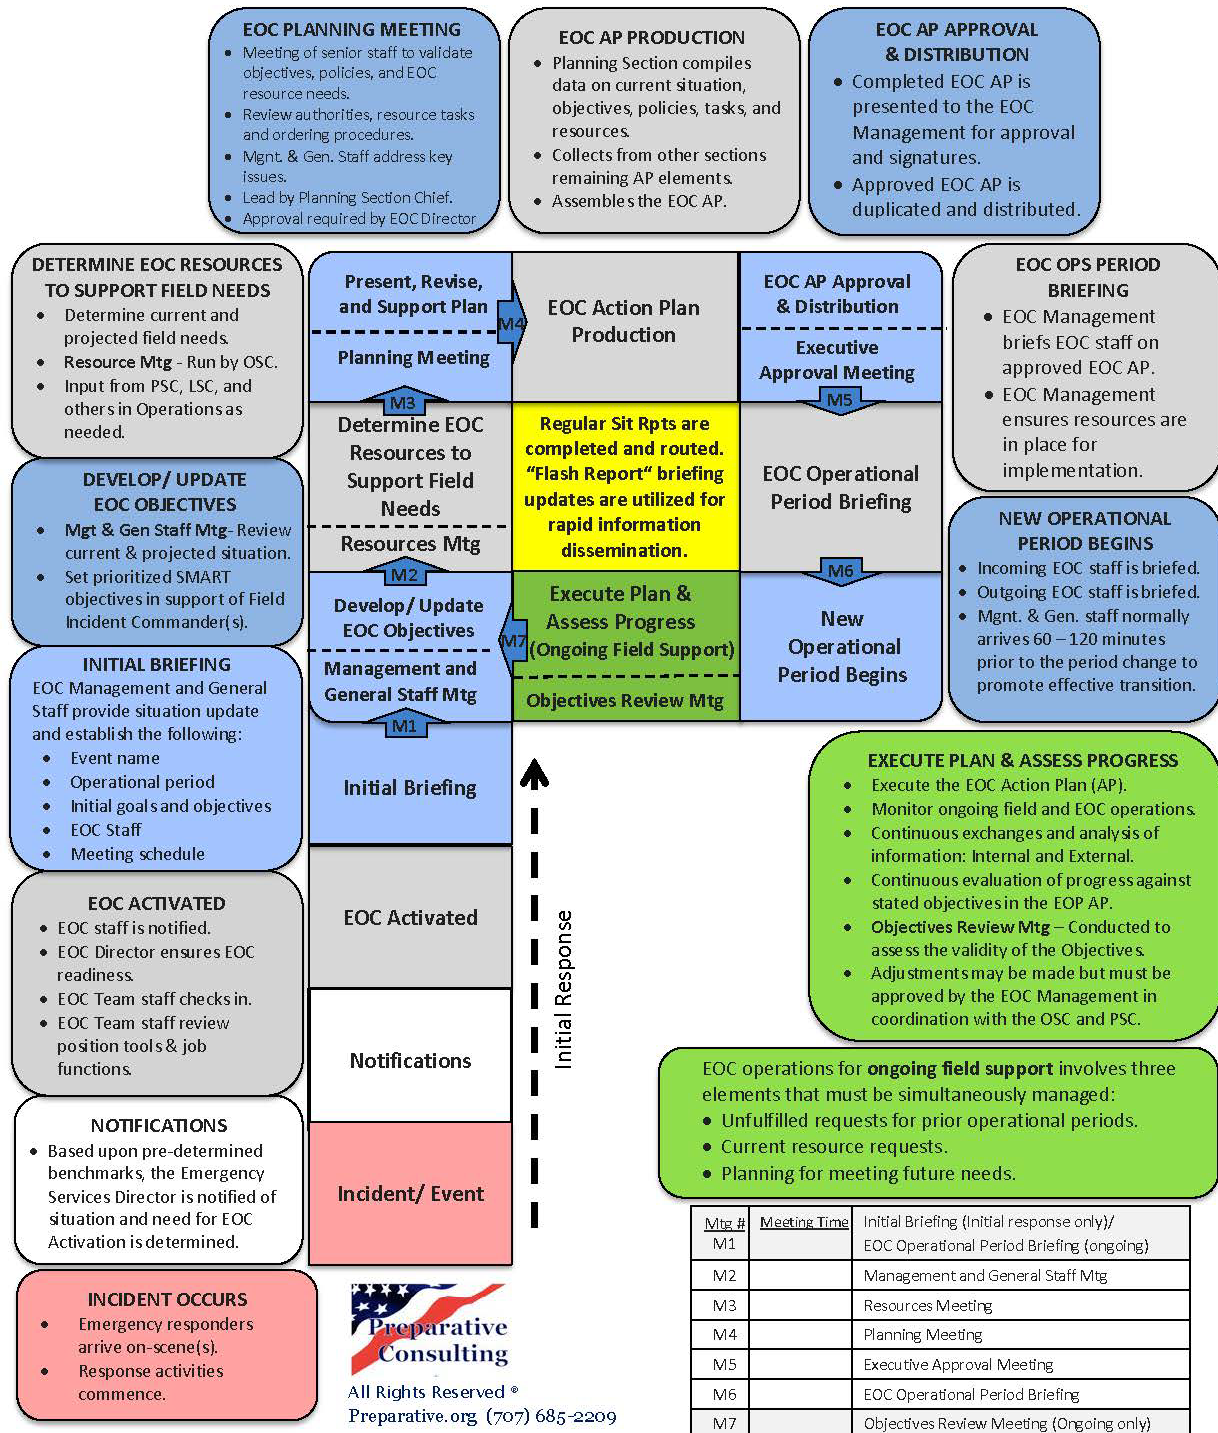 EOC PLANNING MEETING
• Meeting of senior staff to validate
objectives, policies, and EOC
resource needs.
• Review authorities, resource tasks
and ordering procedures.
• Mgnt. & Gen. Staff address key
issues.
• Lead by Planning Section Chief.
• Approval required by EOC Director
EOC AP PRODUCTION
• Planning Section compiles
data on current situation,
objectives, policies, tasks, and
resources.
• Collects from other sections
remaining AP elements.
• Assembles the EOC AP.
EOC AP APPROVAL
& DISTRIBUTION
• Completed EOC AP is
presented to the EOC
Management for approval
and signatures.
• Approved EOC AP is
duplicated and distributed.
DETERMINE EOC RESOURCES
TO SUPPORT FIELD NEEDS
• Determine current and
projected field needs.
• Resource Mtg - Run by OSC.
• Input from PSC, LSC, and
others in Operations as
needed.
DEVELOP/ UPDATE
EOC OBJECTIVES
• Mgt & Gen Staff Mtg- Review
current & projected situation.
• Set prioritized SMART
objectives in support of Field
Incident Commander(s).
INITIAL BRIEFING
EOC Management and General
Staff provide situation update
and establish the following:
• Event name
• Operational period
• Initial goals and objectives
• EOC Staff
• Meeting schedule
EOC ACTIVATED
• EOC staff is notified.
• EOC Director ensures EOC
readiness.
• EOC Team staff checks in.
• EOC Team staff review
position tools & job
functions.
NOTIFICATIONS
• Based upon pre-determined
benchmarks, the Emergency
Services Director is notified of
situation and need for EOC
Activation is determined.
INCIDENT OCCURS
• Emergency responders
arrive on-scene(s).
• Response activities
commence.
Present, Revise,
and Support Plan
Planning Meeting
M4
EOC Action Plan
Production
EOC AP Approval
& Distribution
Executive
Approval Meeting
M3
M5
Determine EOC
Resources to
Support Field
Needs
Resources Mtg
Regular Sit Rpts are
completed and routed.
“Flash Report“ briefing
updates are utilized for
rapid information
dissemination.
EOC Operational
Period Briefing
M2
M6
Develop/ Update
EOC Objectives
Management and
General Staff Mtg
M7
Execute Plan &
Assess Progress
(Ongoing Field Support)
Objectives Review Mtg
New
Operational
Period Begins
M1
Initial Briefing
EOC Activated
Notifications
Incident/ Event
Initial Response
EOC OPS PERIOD
BRIEFING
• EOC Management
briefs EOC staff on
approved EOC AP.
• EOC Management
ensures resources are
in place for
implementation.
NEW OPERATIONAL
PERIOD BEGINS
• Incoming EOC staff is briefed.
• Outgoing EOC staff is briefed.
• Mgnt. & Gen. staff normally
arrives 60 – 120 minutes
prior to the period change to
promote effective transition.
EXECUTE PLAN & ASSESS PROGRESS
• Execute the EOC Action Plan (AP).
• Monitor ongoing field and EOC operations.
• Continuous exchanges and analysis of
information: Internal and External.
• Continuous evaluation of progress against
stated objectives in the EOP AP.
• Objectives Review Mtg – Conducted to
assess the validity of the Objectives.
• Adjustments may be made but must be
approved by the EOC Management in
coordination with the OSC and PSC.
EOC operations for ongoing field support involves three
elements that must be simultaneously managed:
• Unfulfilled requests for prior operational periods.
• Current resource requests.
• Planning for meeting future needs.
Mtg # Meeting Time Initial Briefing (Initial response only)/
M1 EOC Operational Period Briefing (ongoing)
M2 Management and General Staff Mtg
M3 Resources Meeting
M4 Planning Meeting
M5 Executive Approval Meeting
M6 EOC Operational Period Briefing
M7 Objectives Review Meeting (Ongoing only)
Preparative
Consulting
All Rights Reserved ®
Preparative.org (707) 685-2209